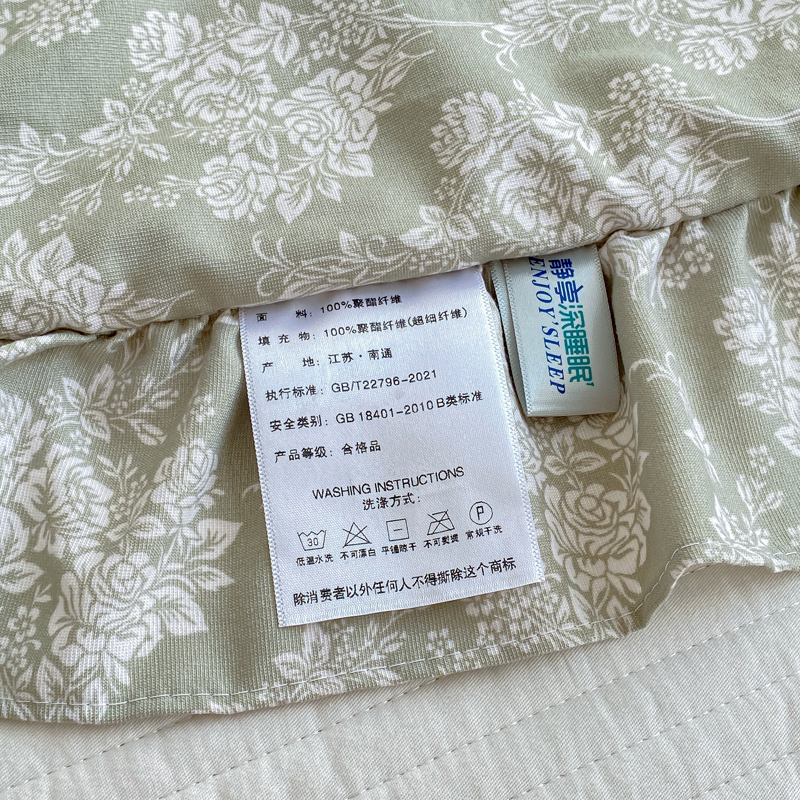 面 料: 100%聚酯纤维
填 充 物: 100%聚酯纤维(超细纤维)
产 地: 江苏·南通
执行标准: GB/T22796-2021
安全类别: GB 18401-2010 B类标准
产品等级: 合格品
WASHING INSTRUCTIONS
洗涤方式:
30 P
低温水洗 不可漂白 平铺晾干 不可熨烫 常规干洗
除消费者以外任何人不得撕除这个商标
静享深睡眠
ENJOY'SLEEP